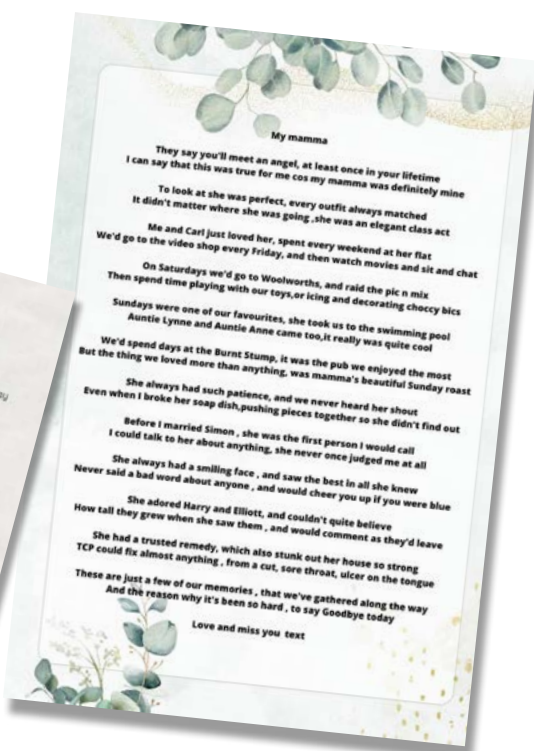 My mamma
They say you'll meet an angel, at least once in your lifetime
I can say that this was true for me cos my mamma was definitely mine
To look at she was perfect, every outfit always matched
It didn't matter where she was going ,she was an elegant class act
Me and Carl just loved her, spent every weekend at her flat
We'd go to the video shop every Friday, and then watch movies and sit and chat
On Saturdays we'd go to Woolworths, and raid the pic n mix
Then spend time playing with our toys,or icing and decorating choccy bics
Sundays were one of our favourites, she took us to the swimming pool
Auntie Lynne and Auntie Anne came too,it really was quite cool
We'd spend days at the Burnt Stump, it was the pub we enjoyed the most
But the thing we loved more than anything, was mamma's beautiful Sunday roast
She always had such patience, and we never heard her shout
Even when I broke her soap dish,pushing pieces together so she didn't find out
Before I married Simon , she was the first person I would call
I could talk to her about anything, she never once judged me at all
She always had a smiling face , and saw the best in all she knew
Never said a bad word about anyone , and would cheer you up if you were blue
She adored Harry and Elliott, and couldn't quite believe
How tall they grew when she saw them , and would comment as they'd leave
She had a trusted remedy, which also stunk out her house so strong
TCP could fix almost anything , from a cut, sore throat, ulcer on the tongue
These are just a few of our memories , that we've gathered along the way
And the reason why it's been so hard , to say Goodbye today
Love and miss you text